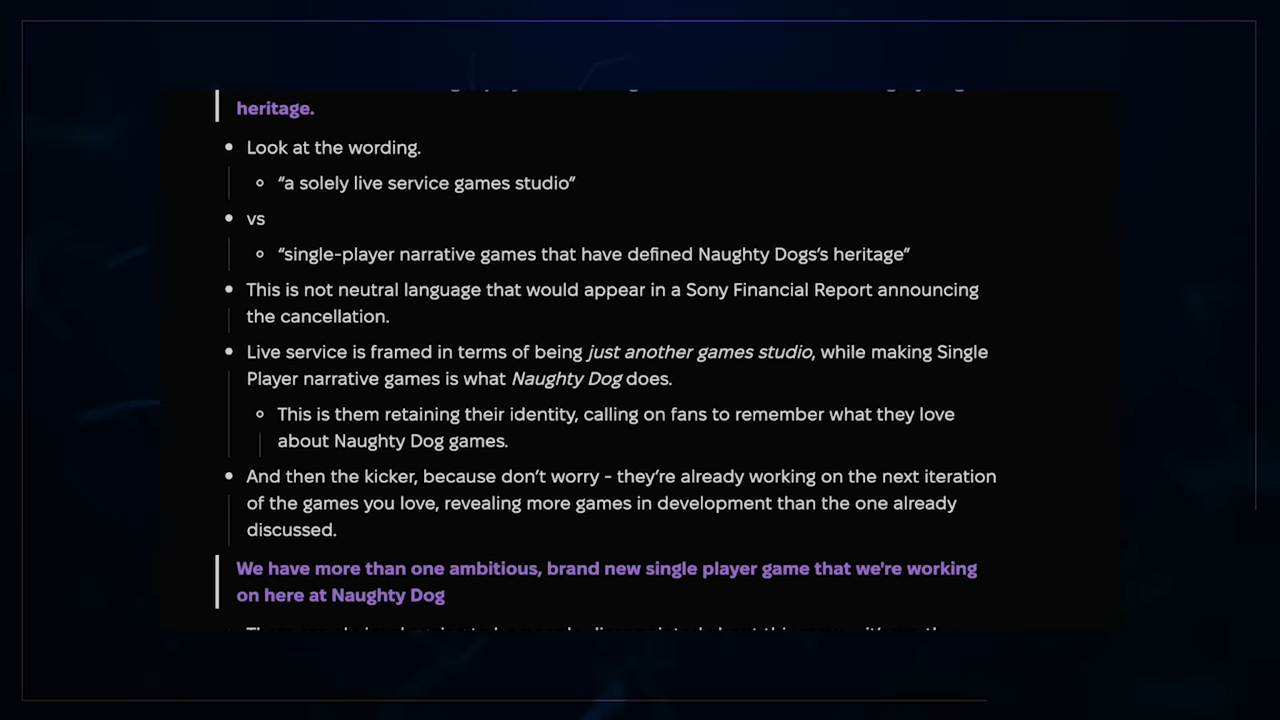 heritage.
• Look at the wording.
○ “a solely live service games studio”
• vs
○ “single-player narrative games that have defined Naughty Dogs’s heritage”
• This is not neutral language that would appear in a Sony Financial Report announcing
the cancellation.
• Live service is framed in terms of being just another games studio, while making Single
Player narrative games is what Naughty Dog does.
○ This is them retaining their identity, calling on fans to remember what they love
about Naughty Dog games.
• And then the kicker, because don’t worry - they’re already working on the next iteration
of the games you love, revealing more games in development than the one already
discussed.
We have more than one ambitious, brand new single player game that we're working
on here at Naughty Dog